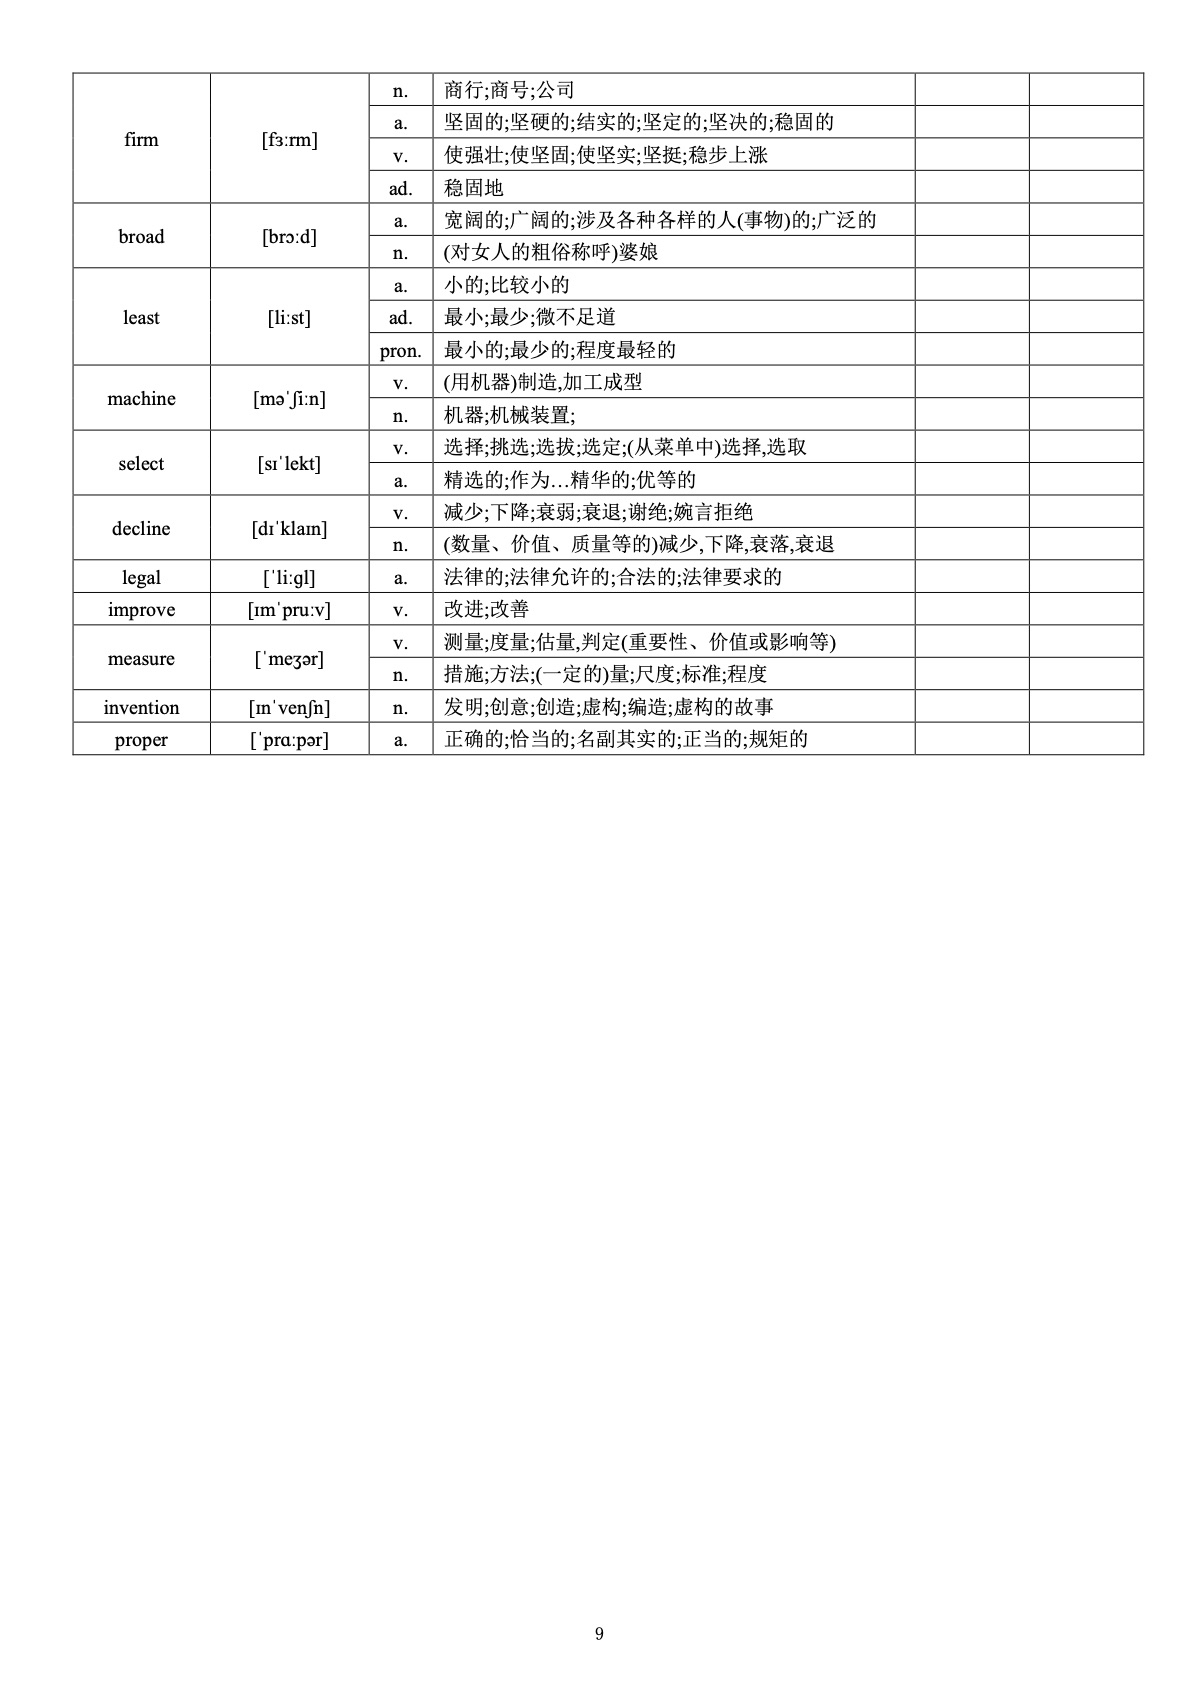 firm [fɜːrm] n. 商行;商号;公司
a. 坚固的;坚硬的;结实的;坚定的;坚决的;稳固的
v. 使强壮;使坚固;使坚实;坚挺;稳步上涨
ad. 稳固地
broad [brɔːd] a. 宽阔的;广阔的;涉及各种各样的人(事物)的;广泛的
n. (对女人的粗俗称呼)婆娘
least [liːst] a. 小的;比较小的
ad. 最小;最少;微不足道
pron. 最小的;最少的;程度最轻的
machine [məˈʃiːn] v. (用机器)制造,加工成型
n. 机器;机械装置;
select [sɪˈlekt] v. 选择;挑选;选拔;选定;(从菜单中)选择,选取
a. 精选的;作为…精华的;优等的
decline [dɪˈklaɪn] v. 减少;下降;衰弱;衰退;谢绝;婉言拒绝
n. (数量、价值、质量等的)减少,下降,衰落,衰退
legal [ˈliːɡl] a. 法律的;法律允许的;合法的;法律要求的
improve [ɪmˈpruːv] v. 改进;改善
measure [ˈmeʒər] v. 测量;度量;估量,判定(重要性、价值或影响等)
n. 措施;方法;(一定的)量;尺度;标准;程度
invention [ɪnˈvenʃn] n. 发明;创意;创造;虚构;编造;虚构的故事
proper [ˈprɑːpər] a. 正确的;恰当的;名副其实的;正当的;规矩的
9